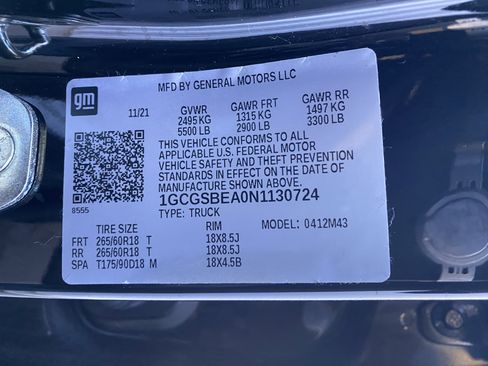 gm
MFD BY GENERAL MOTORS LLC
11/21 GVWR GAWR FRT GAWR RR
2495 KG 1315 KG 1497 KG
5500 LB 2900 LB 3300 LB
THIS VEHICLE CONFORMS TO ALL
APPLICABLE U.S. FEDERAL MOTOR
VEHICLE SAFETY AND THEFT PREVENTION
STANDARDS IN EFFECT ON THE DATE OF
MANUFACTURE SHOWN ABOVE.
8555
1GCGSBEA0N1130724
TYPE: TRUCK MODEL: 0412M43
TIRE SIZE RIM
FRT 265/60R18 T 18X8.5J
RR 265/60R18 T 18X8.5J
SPA T175/90D18 M 18X4.5B